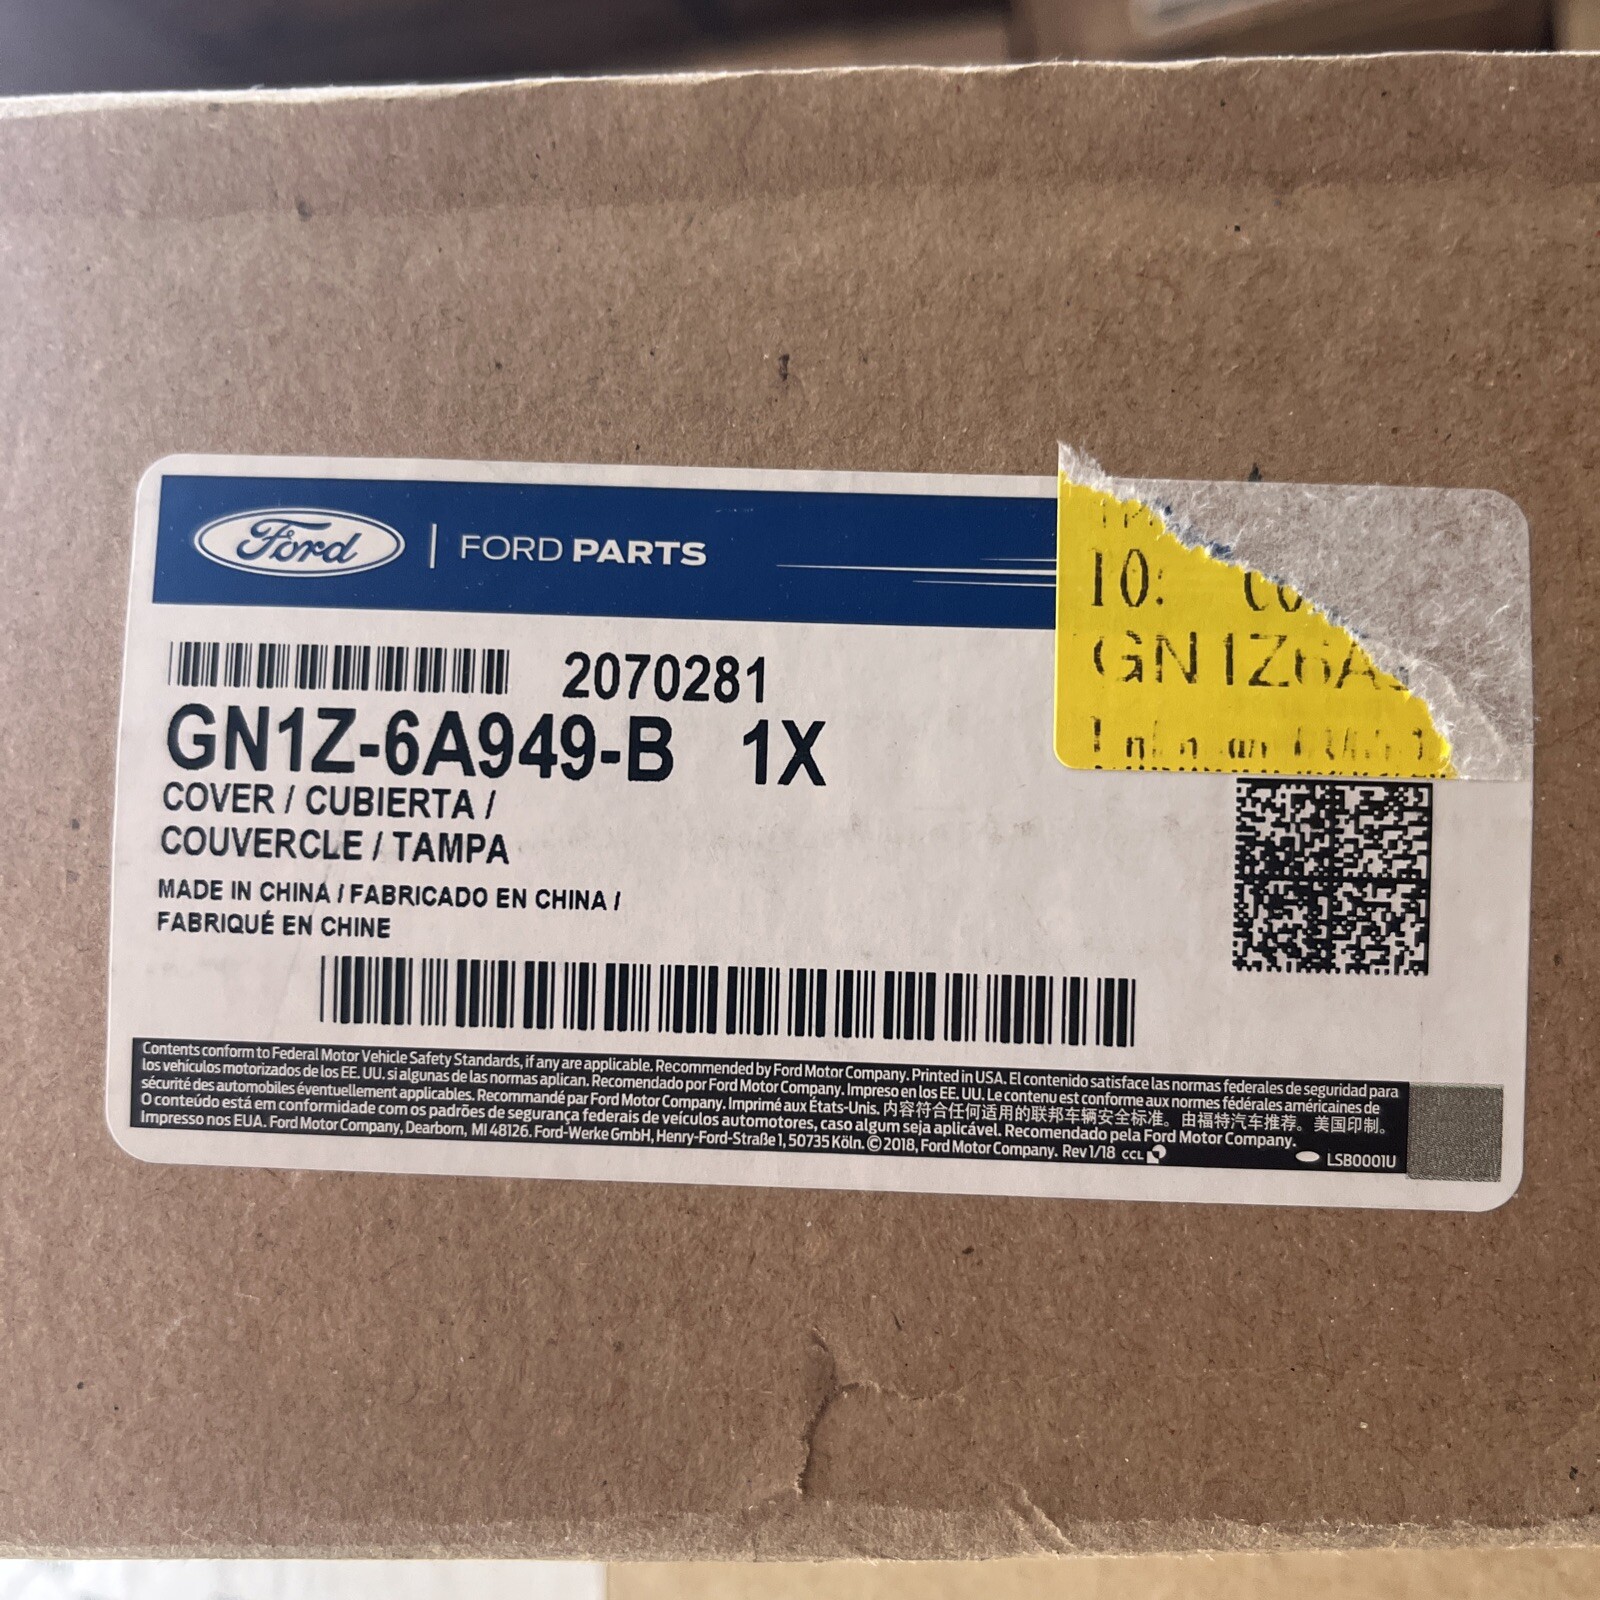 Ford | FORD PARTS
10:
GN1Z6A
2070281
GN1Z-6A949-B 1X
COVER / CUBIERTA /
COUVERCLE / TAMPA
MADE IN CHINA / FABRICADO EN CHINA /
FABRIQUÉ EN CHINE
Contents conform to Federal Motor Vehicle Safety Standards, if any are applicable. Recommended by Ford Motor Company. Printed in USA. El contenido satisface las normas federales de seguridad para
los vehículos motorizados de los EE. UU. si algunas de las normas aplican. Recomendado por Ford Motor Company. Impreso en los EE. UU. Le contenu est conforme aux normes fédérales américaines de
sécurité des automobiles éventuellement applicables. Recommandé par Ford Motor Company. Imprimé aux États-Unis. 内容符合任何适用的联邦车辆安全标准。由福特汽车推荐。美国印制。
O conteúdo está em conformidade com os padrões de segurança federais de veículos automotores, caso algum seja aplicável. Recomendado pela Ford Motor Company.
Impresso nos EUA. Ford Motor Company, Dearborn, MI 48126. Ford-Werke GmbH, Henry-Ford-Straße 1, 50735 Köln. © 2018, Ford Motor Company. Rev 1/18 CCL
LSB0001U